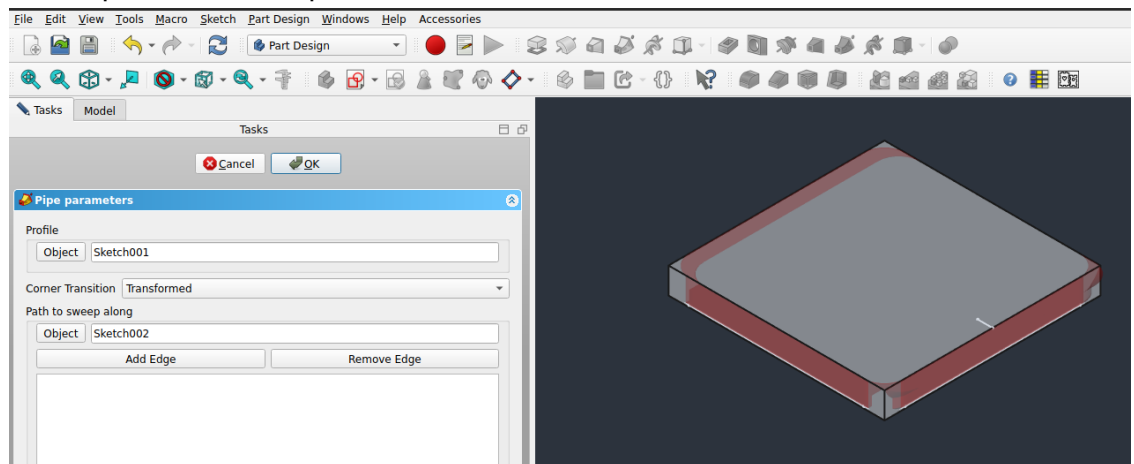 File Edit View Tools Macro Sketch Part Design Windows Help Accessories
Part Design
Tasks Model
Tasks
Cancel OK
Pipe parameters
Profile
Object Sketch001
Corner Transition Transformed
Path to sweep along
Object Sketch002
Add Edge Remove Edge